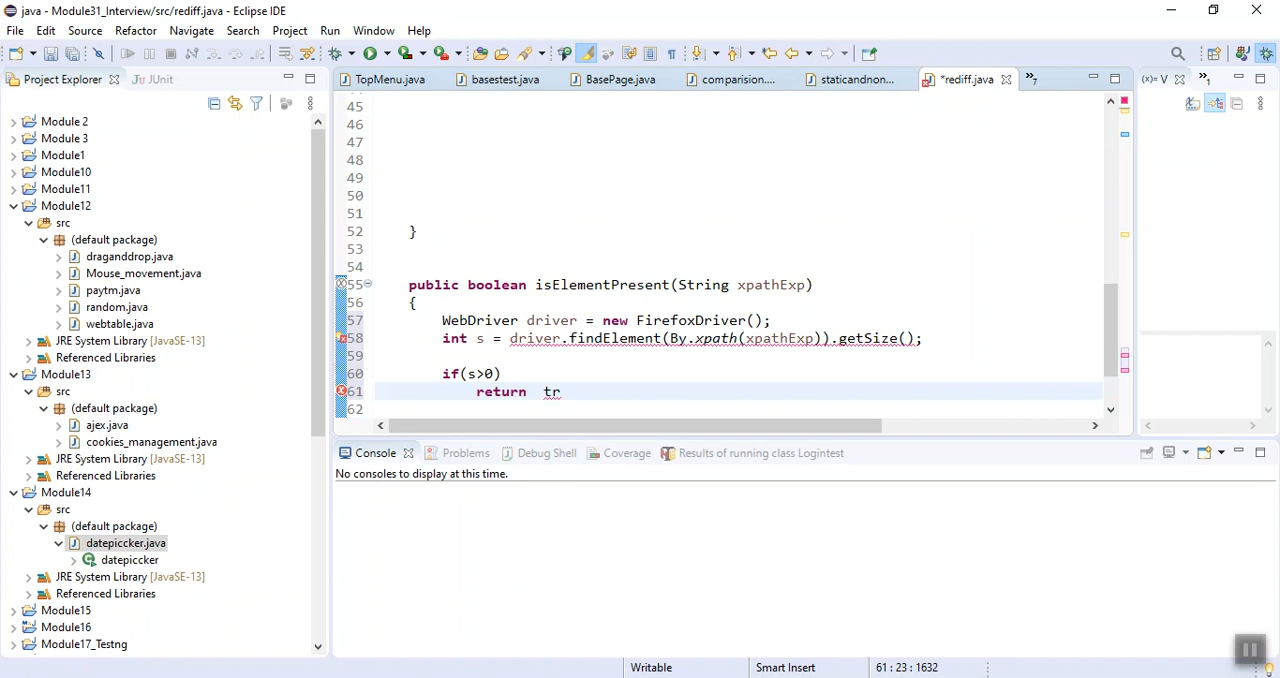 java - Module31_Interview/src/rediff.java - Eclipse IDE
File Edit Source Refactor Navigate Search Project Run Window Help
Project Explorer JUnit
TopMenu.java basestest.java BasePage.java comparision.... staticandnon... *rediff.java »7 (x)= V »1
Module 2
Module 3
Module1
Module10
Module11
Module12
src
(default package)
draganddrop.java
Mouse_movement.java
paytm.java
random.java
webtable.java
JRE System Library [JavaSE-13]
Referenced Libraries
Module13
src
(default package)
ajex.java
cookies_management.java
JRE System Library [JavaSE-13]
Referenced Libraries
Module14
src
(default package)
datepiccker.java
datepiccker
JRE System Library [JavaSE-13]
Referenced Libraries
Module15
Module16
Module17_Testng
45
46
47
48
49
50
51
52 }
53
54
55 public boolean isElementPresent(String xpathExp)
56 {
57 WebDriver driver = new FirefoxDriver();
58 int s = driver.findElement(By.xpath(xpathExp)).getSize();
59
60 if(s>0)
61 return tr
62
Console Problems Debug Shell Coverage Results of running class Logintest
No consoles to display at this time.
Writable Smart Insert 61 : 23 : 1632